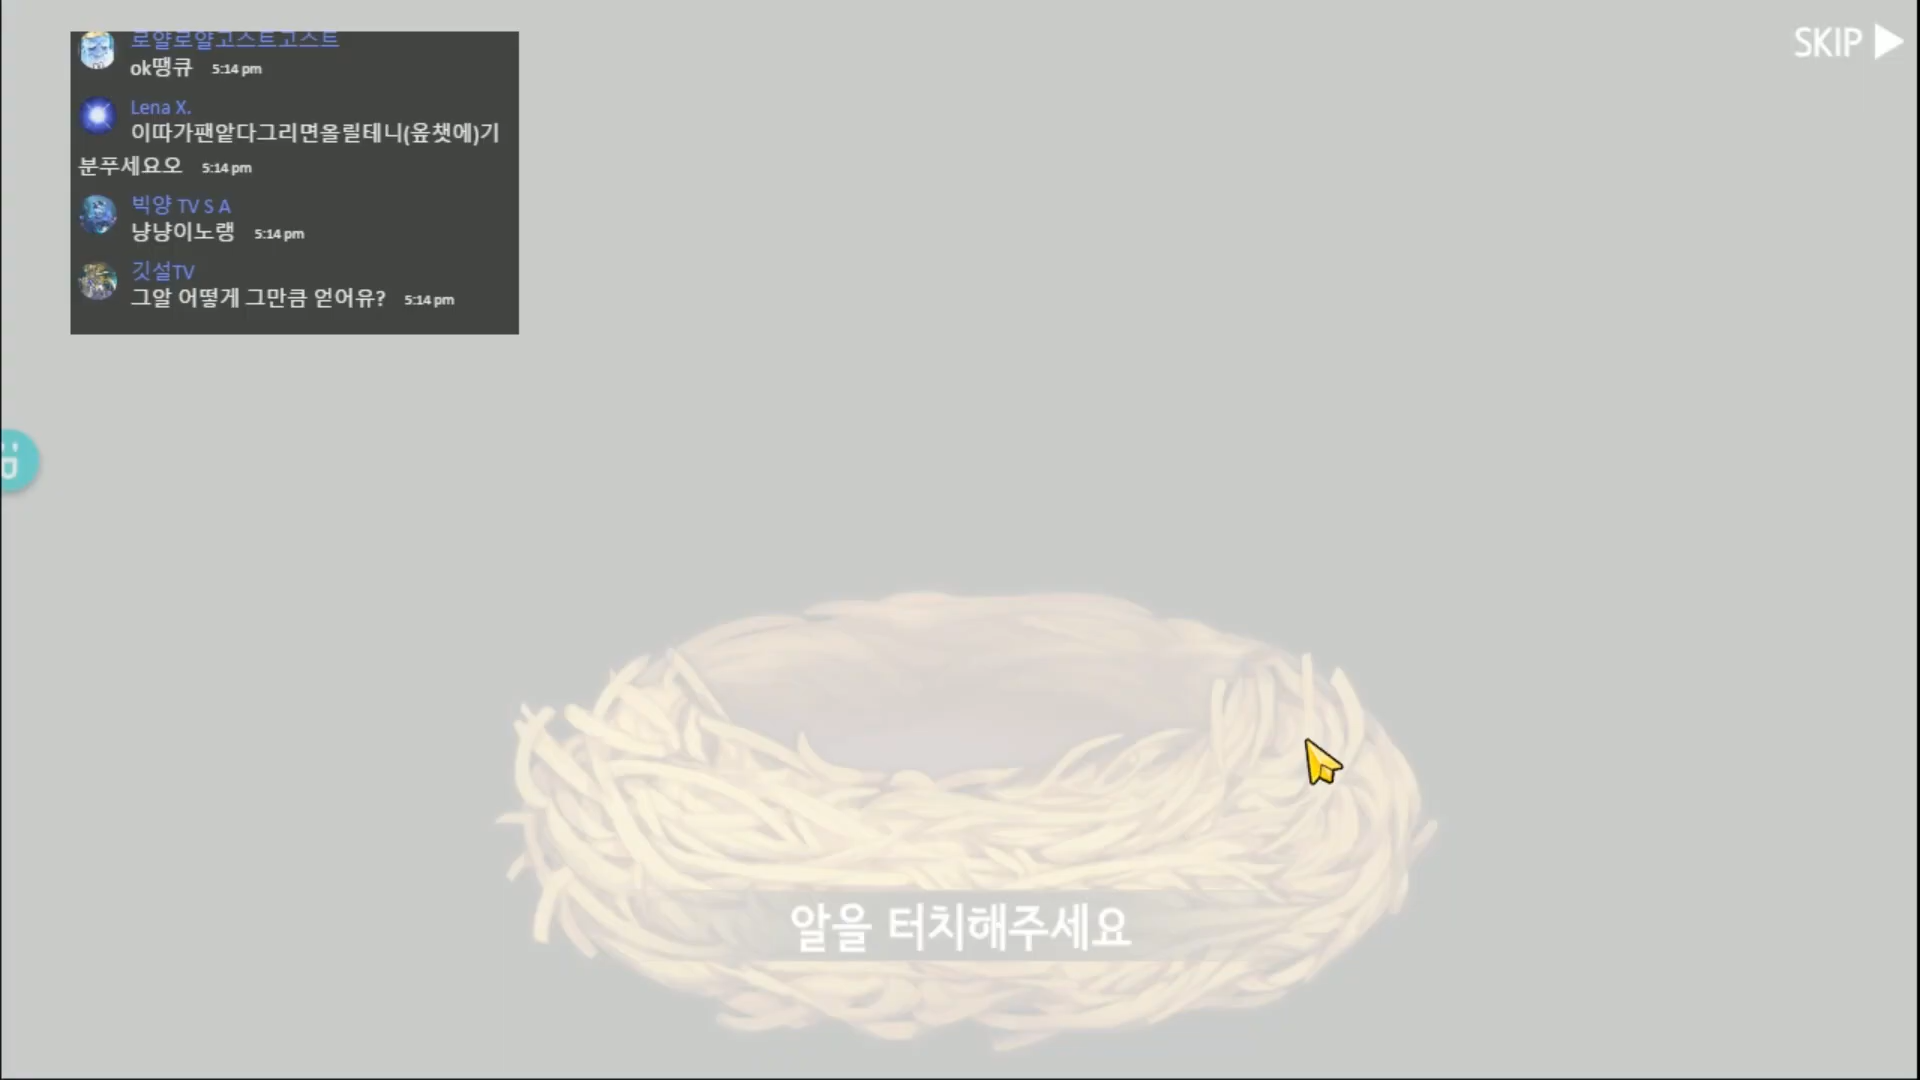 로얄로얄고스트고스트
ok땡큐 5:14 pm
Lena X.
이따가팬앝다그리면올릴테니(옾챗에)기
분푸세요오 5:14 pm
빅양 TV S A
냥냥이노랭 5:14 pm
깃설TV
그알 어떻게 그만큼 얻어유? 5:14 pm
SKIP
알을 터치해주세요